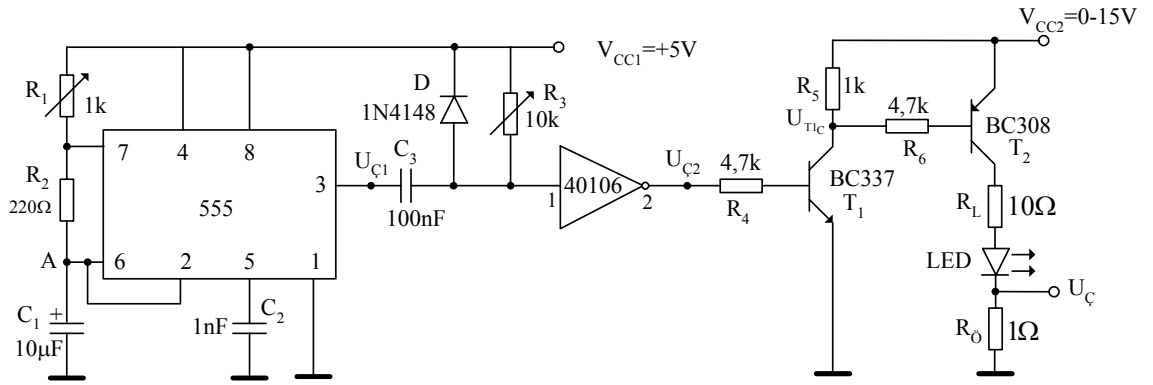 V_CC2=0-15V
V_CC1=+5V
R_1
1k
D
1N4148
R_3
10k
R_5
1k
4,7k
U_T1C
R_6
BC308
T_2
7
4
8
3
U_Ç1
C_3
100nF
1
40106
2
U_Ç2
4,7k
R_4
BC337
T_1
R_2
220Ω
555
R_L
10Ω
A
6
2
5
1
LED
U_Ç
C_1
+
10µF
1nF
C_2
R_Ö
1Ω